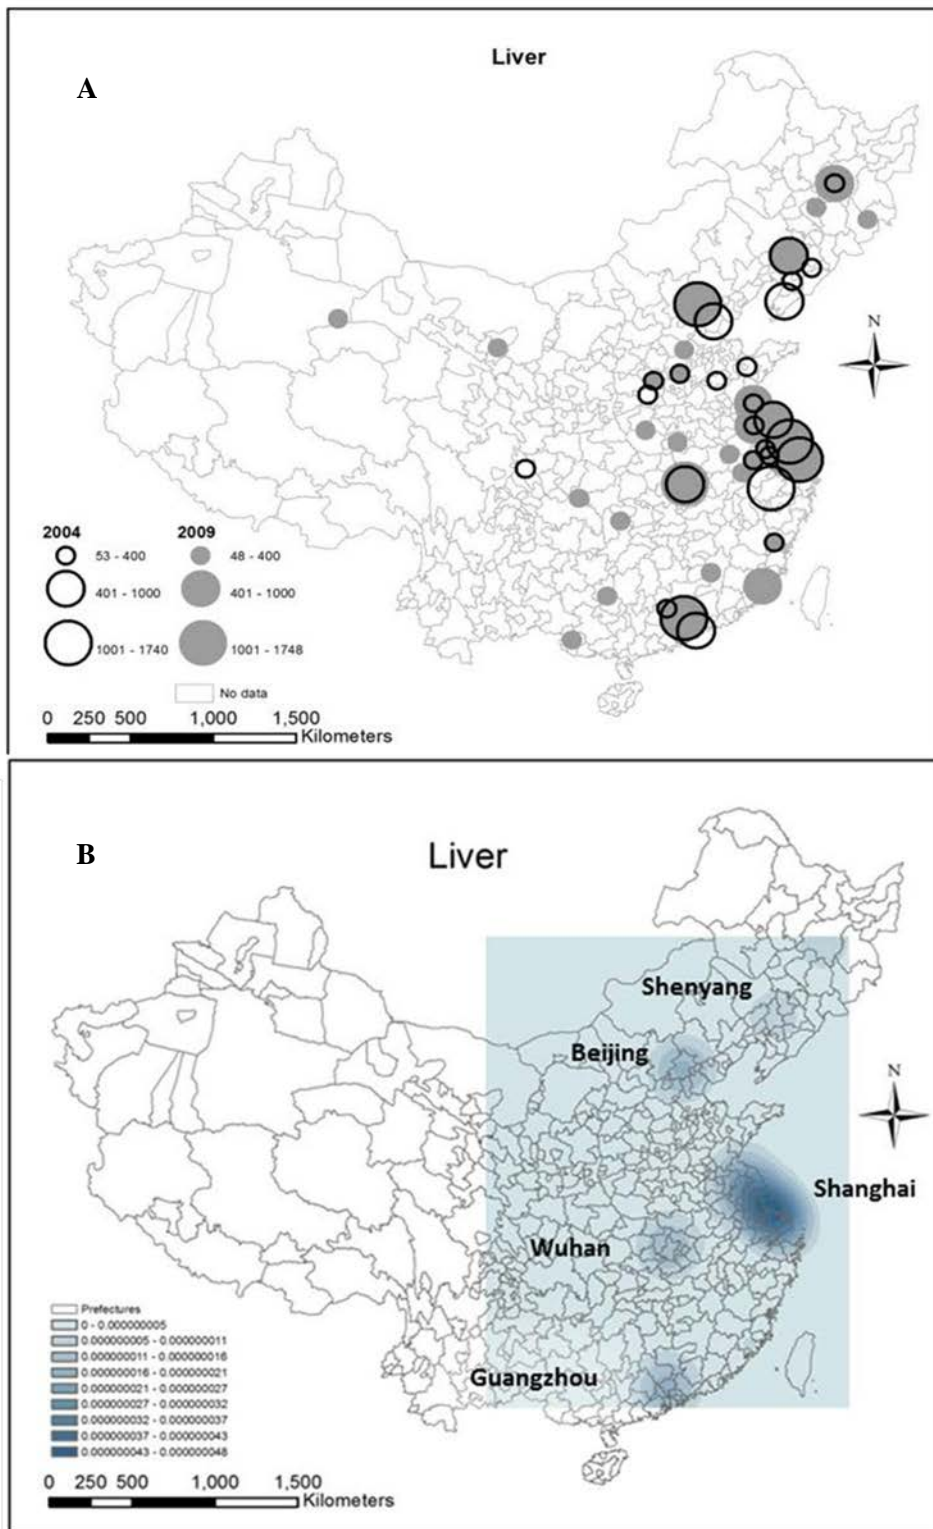 Liver
A
N
2004 2009
53 - 400 48 - 400
401 - 1000 401 - 1000
1001 - 1740 1001 - 1748
No data
0 250 500 1,000 1,500
Kilometers
B
Liver
Shenyang
Beijing
N
Shanghai
Wuhan
Guangzhou
Prefectures
0 - 0.000000005
0.000000005 - 0.000000011
0.000000011 - 0.000000016
0.000000016 - 0.000000021
0.000000021 - 0.000000027
0.000000027 - 0.000000032
0.000000032 - 0.000000037
0.000000037 - 0.000000043
0.000000043 - 0.000000048
0 250 500 1,000 1,500
Kilometers